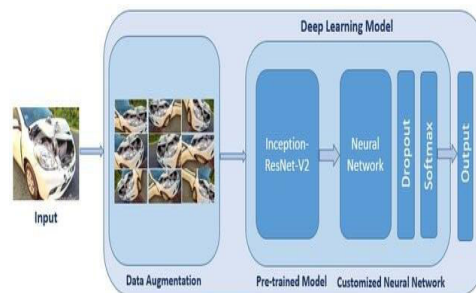 Deep Learning Model
Input
Inception-
ResNet-V2
Neural
Network
Dropout
Softmax
Output
Data Augmentation
Pre-trained Model
Customized Neural Network